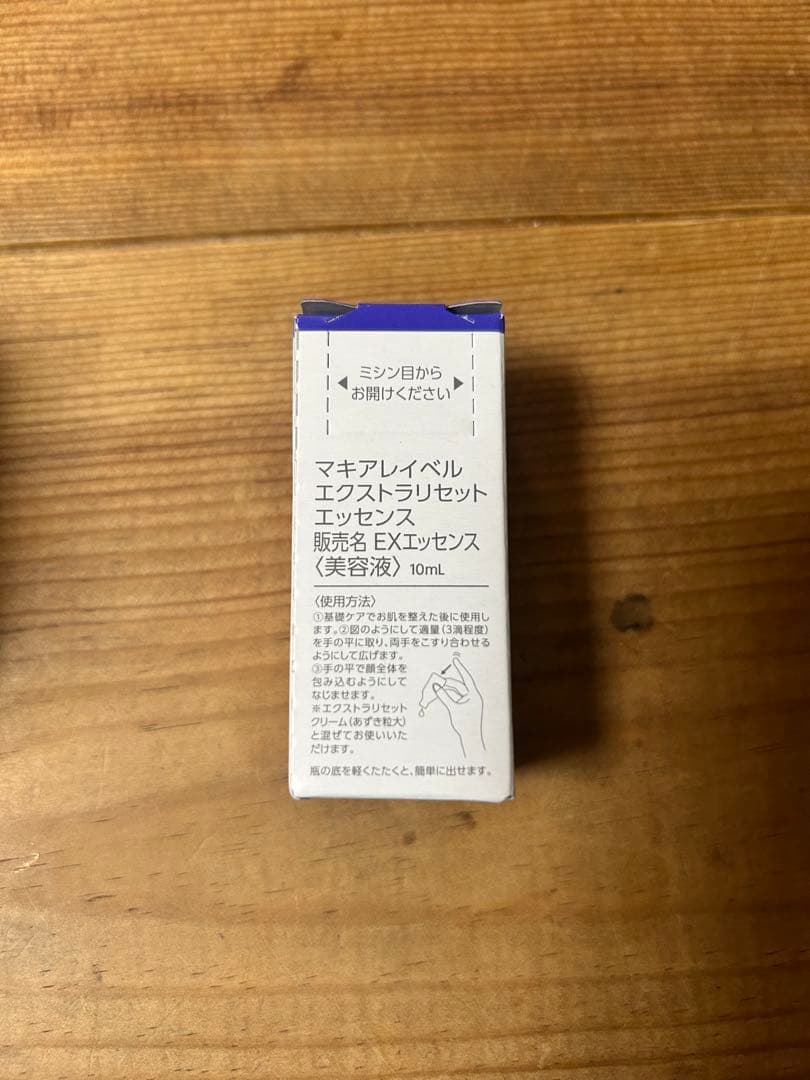 ミシン目から
お開けください
マキアレイベル
エクストラリセット
エッセンス
販売名 EXエッセンス
〈美容液〉 10mL
〈使用方法〉
①基礎ケアでお肌を整えた後に使用し
ます。②図のようにして適量(3滴程度)
を手の平に取り、両手をこすり合わせる
ようにして広げます。
③手の平で顔全体を
包み込むようにして
なじませます。
※エクストラリセット
クリーム(あずき粒大)
と混ぜてお使いいた
だけます。
瓶の底を軽くたたくと、簡単に出せます。